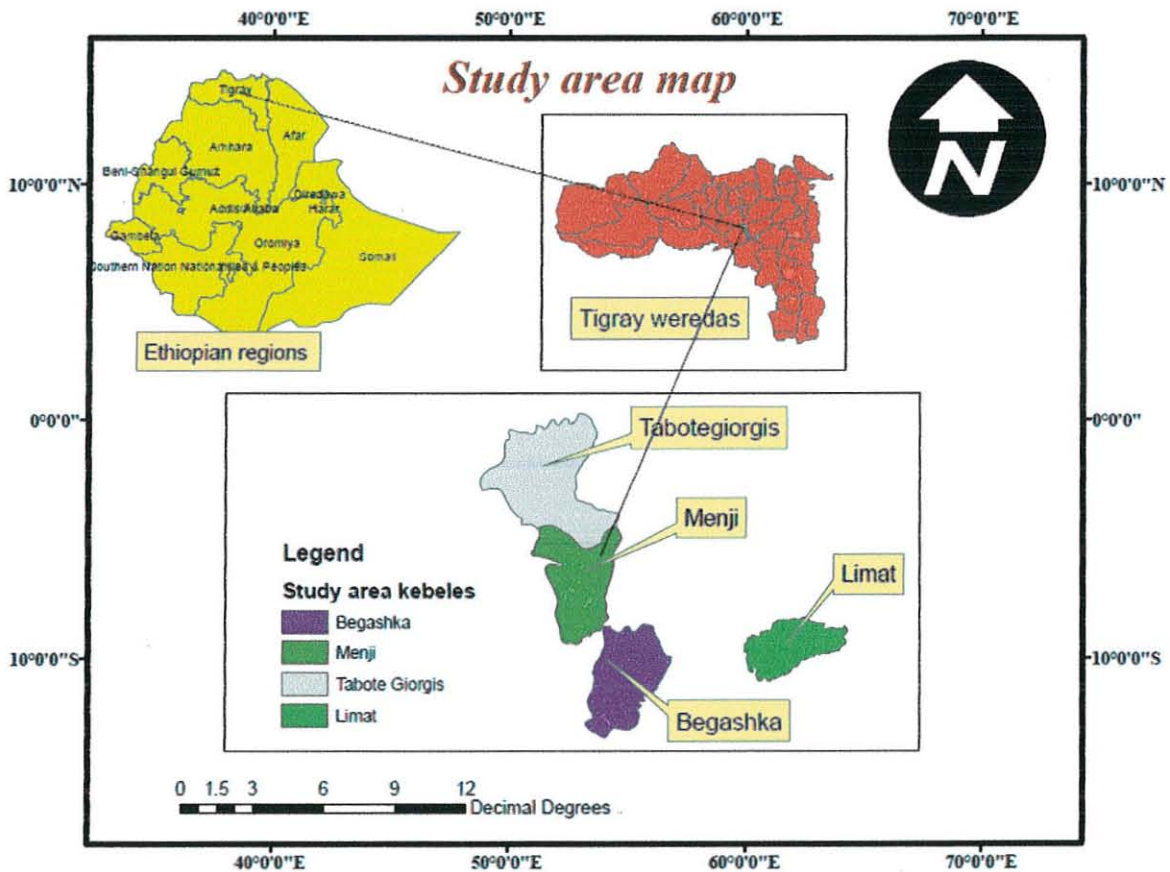 40°0'0"E 50°0'0"E 60°0'0"E 70°0'0"E
Study area map
N
Tigray
Afar
Amhara
Beni-Shangul Gumuz
Diredawa
Harar
Gambela
Oromiya
Somali
Ethiopian regions
Tigray weredas
10°0'0"N 10°0'0"N
0°0'0" 0°0'0"
10°0'0"S 10°0'0"S
Tabotegiorgis
Menji
Limat
Begashka
Legend
Study area kebeles
Begashka
Menji
Tabote Giorgis
Limat
0 1.5 3 6 9 12
Decimal Degrees
40°0'0"E 50°0'0"E 60°0'0"E 70°0'0"E